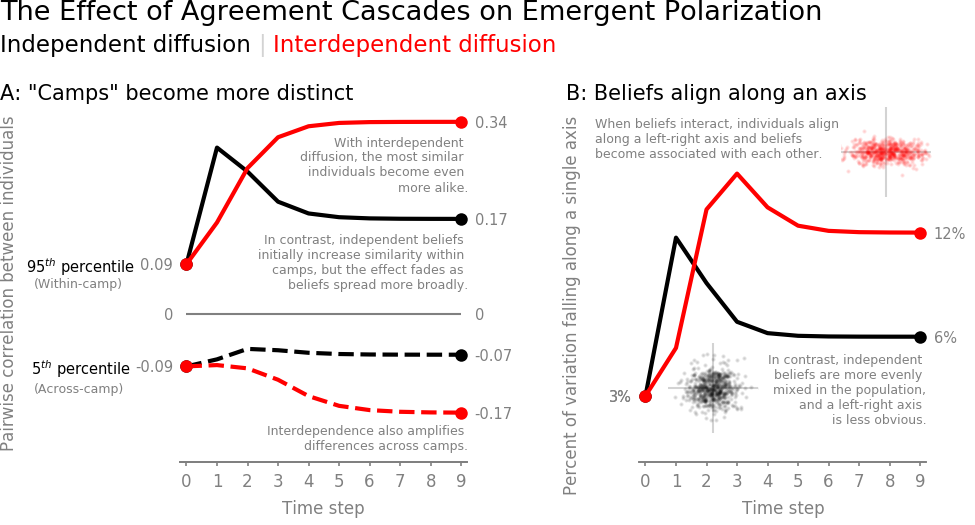 The Effect of Agreement Cascades on Emergent Polarization
Independent diffusion | Interdependent diffusion
A: "Camps" become more distinct
Pairwise correlation between individuals
0.34
With interdependent
diffusion, the most similar
individuals become even
more alike.
0.17
In contrast, independent beliefs
initially increase similarity within
camps, but the effect fades as
beliefs spread more broadly.
95th percentile 0.09
(Within-camp)
0 0
5th percentile -0.09
(Across-camp)
-0.07
-0.17
Interdependence also amplifies
differences across camps.
0 1 2 3 4 5 6 7 8 9
Time step
B: Beliefs align along an axis
Percent of variation falling along a single axis
When beliefs interact, individuals align
along a left-right axis and beliefs
become associated with each other.
12%
6%
3%
In contrast, independent
beliefs are more evenly
mixed in the population,
and a left-right axis
is less obvious.
0 1 2 3 4 5 6 7 8 9
Time step